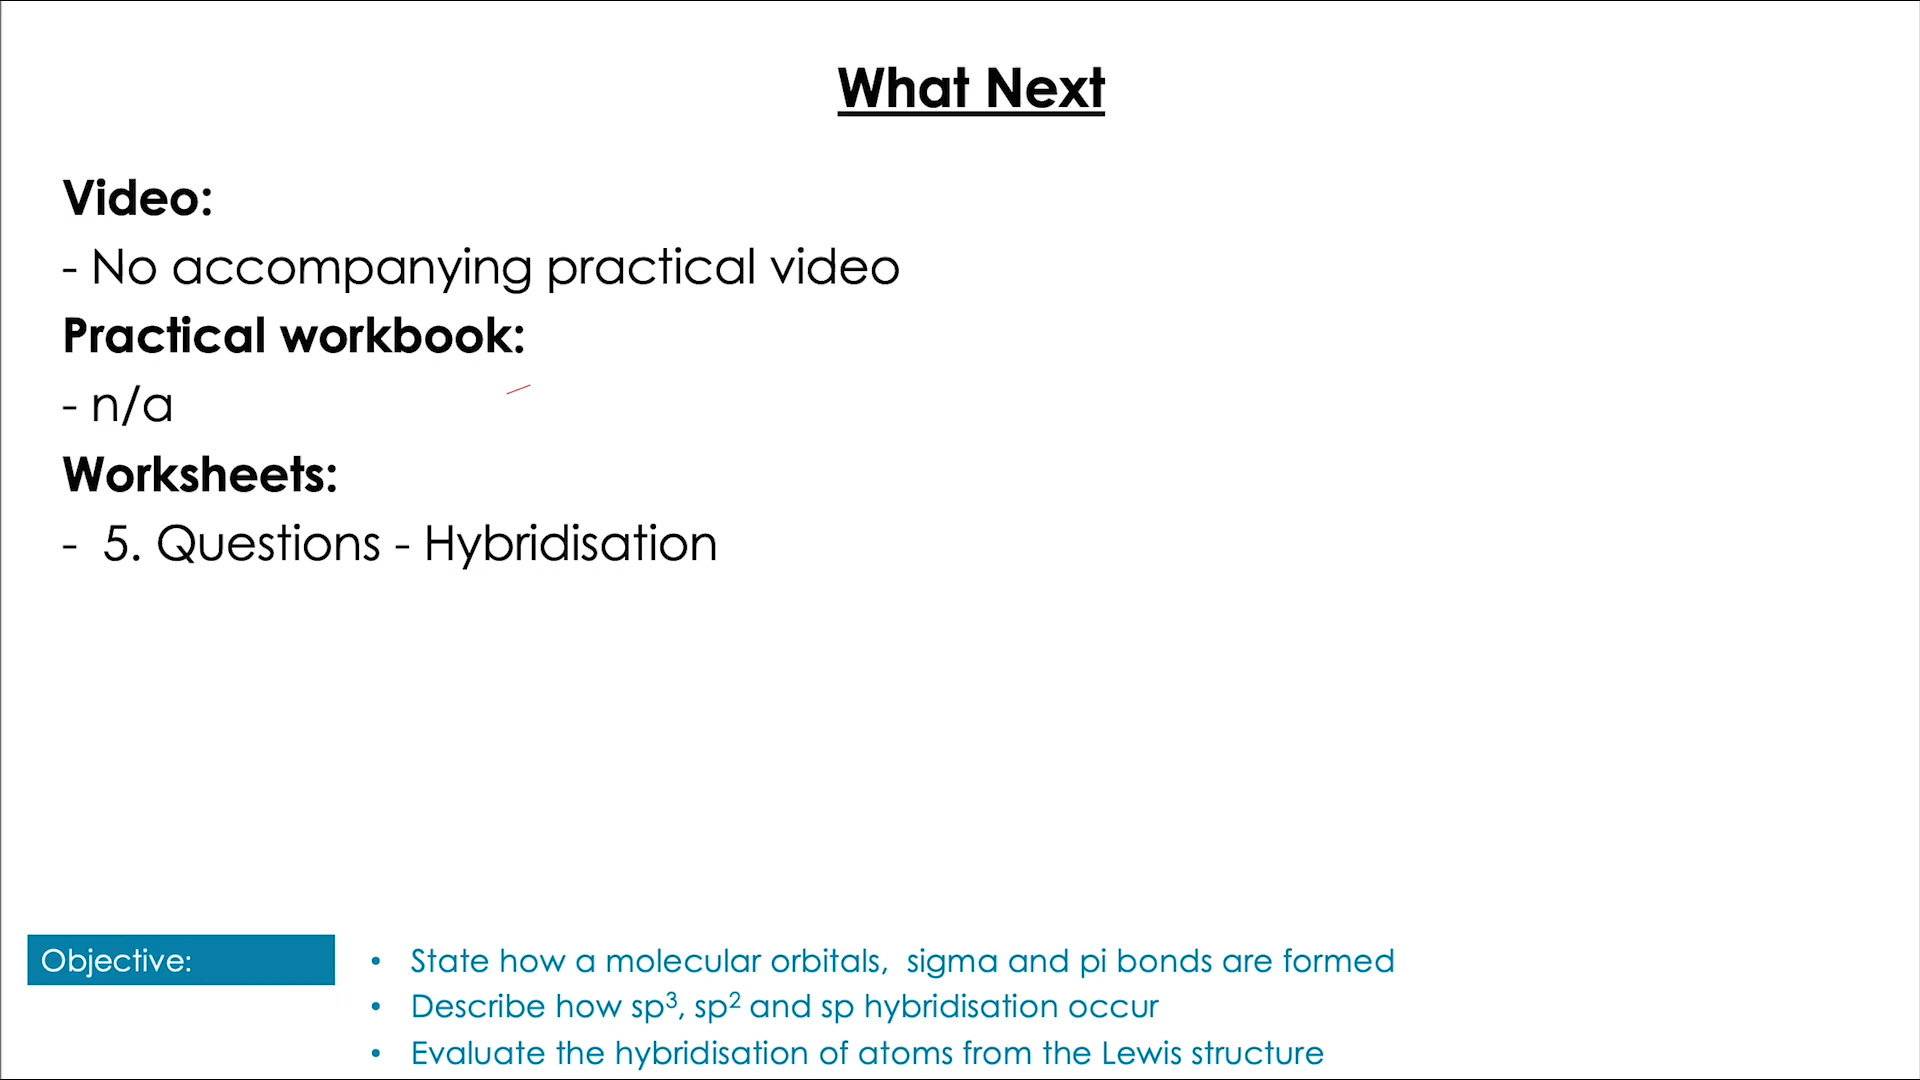 What Next
Video:
- No accompanying practical video
Practical workbook:
- n/a
Worksheets:
-  5. Questions - Hybridisation
Objective:
• State how a molecular orbitals,  sigma and pi bonds are formed
• Describe how sp³, sp² and sp hybridisation occur
• Evaluate the hybridisation of atoms from the Lewis structure